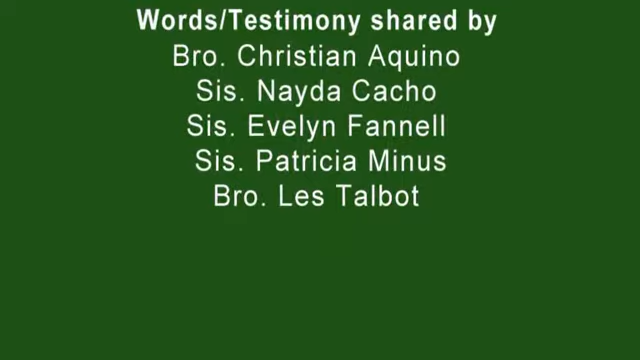 Words/Testimony shared by
Bro. Christian Aquino
Sis. Nayda Cacho
Sis. Evelyn Fannell
Sis. Patricia Minus
Bro. Les Talbot